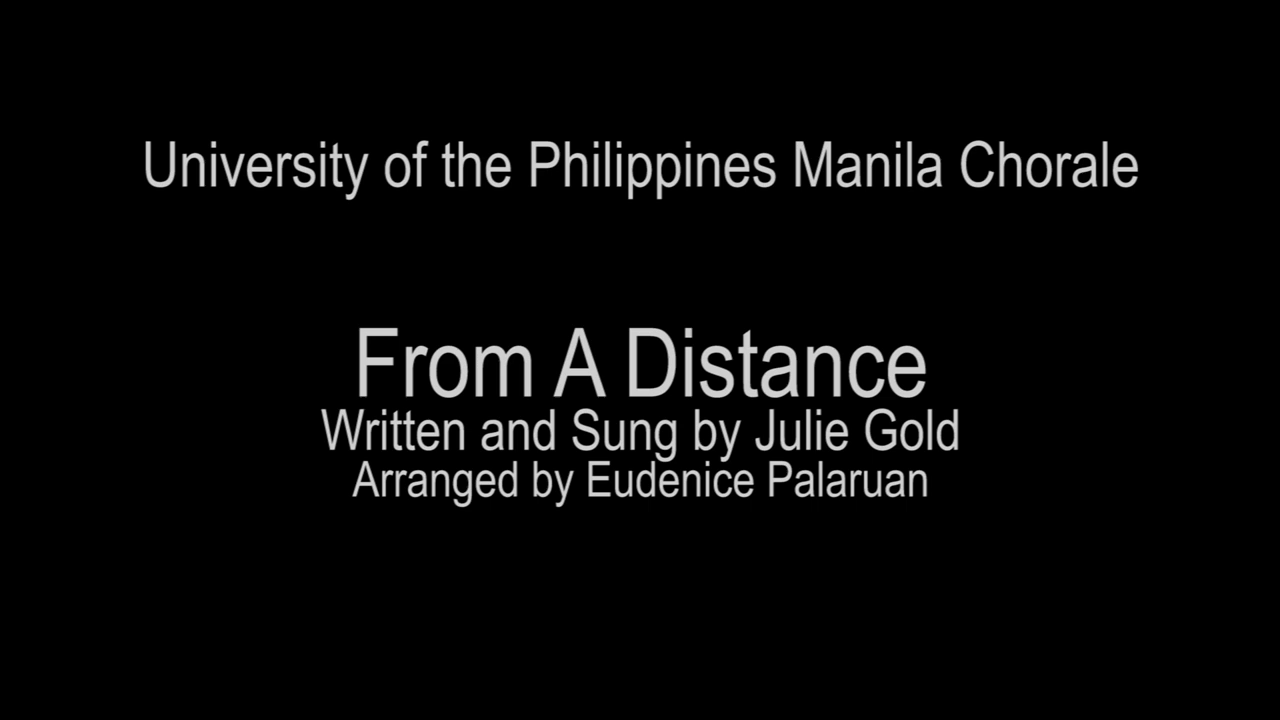 University of the Philippines Manila Chorale
From A Distance
Written and Sung by Julie Gold
Arranged by Eudenice Palaruan